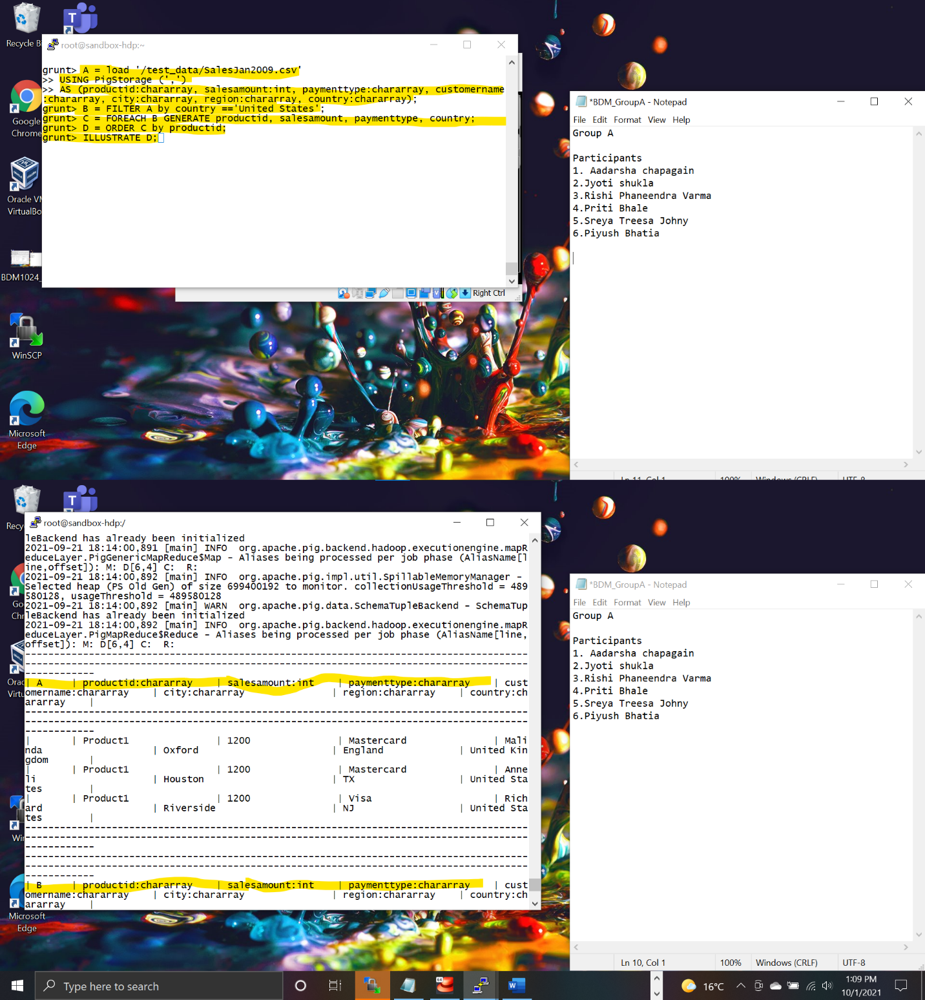 Recycle B
root@sandbox-hdp:~
grunt> A = load '/test_data/SalesJan2009.csv'
>> USING PigStorage (',')
>> AS (productid:chararray, salesamount:int, paymenttype:chararray, customername
:chararray, city:chararray, region:chararray, country:chararray);
grunt> B = FILTER A by country =='United States';
grunt> C = FOREACH B GENERATE productid, salesamount, paymenttype, country;
grunt> D = ORDER C by productid;
grunt> ILLUSTRATE D;
Google
Chrome
Oracle VM
VirtualBo
BDM1024_
WinSCP
Microsoft
Edge
Right Ctrl
*BDM_GroupA - Notepad
File Edit Format View Help
Group A
Participants
1. Aadarsha chapagain
2.Jyoti shukla
3.Rishi Phaneendra Varma
4.Priti Bhale
5.Sreya Treesa Johny
6.Piyush Bhatia
Ln 11, Col 1 100% Windows (CRLF) UTF-8
Recy
root@sandbox-hdp:/
leBackend has already been initialized
2021-09-21 18:14:00,891 [main] INFO  org.apache.pig.backend.hadoop.executionengine.mapR
educeLayer.PigGenericMapReduce$Map - Aliases being processed per job phase (AliasName[l
ine,offset]): M: D[6,4] C:  R:
2021-09-21 18:14:00,892 [main] INFO  org.apache.pig.impl.util.SpillableMemoryManager -
Selected heap (PS Old Gen) of size 699400192 to monitor. collectionUsageThreshold = 489
580128, usageThreshold = 489580128
2021-09-21 18:14:00,892 [main] WARN  org.apache.pig.data.SchemaTupleBackend - SchemaTup
leBackend has already been initialized
2021-09-21 18:14:00,892 [main] INFO  org.apache.pig.backend.hadoop.executionengine.mapR
educeLayer.PigMapReduce$Reduce - Aliases being processed per job phase (AliasName[line,
offset]): M: D[6,4] C:  R:
| A | productid:chararray | salesamount:int | paymenttype:chararray | cust
omername:chararray | city:chararray | region:chararray | country:ch
ararray |
| | Product1 | 1200 | Mastercard | Mali
nda | Oxford | England | United Kin
gdom |
| | Product1 | 1200 | Mastercard | Anne
li | Houston | TX | United Sta
tes |
| | Product1 | 1200 | Visa | Rich
ard | Riverside | NJ | United Sta
tes |
| B | productid:chararray | salesamount:int | paymenttype:chararray | cust
omername:chararray | city:chararray | region:chararray | country:ch
ararray |
Go
Chr
Orac
Virtu
Wi
Microsoft
Edge
*BDM_GroupA - Notepad
File Edit Format View Help
Group A
Participants
1. Aadarsha chapagain
2.Jyoti shukla
3.Rishi Phaneendra Varma
4.Priti Bhale
5.Sreya Treesa Johny
6.Piyush Bhatia
Ln 10, Col 1 100% Windows (CRLF) UTF-8
Type here to search
64
16°C
1:09 PM
10/1/2021